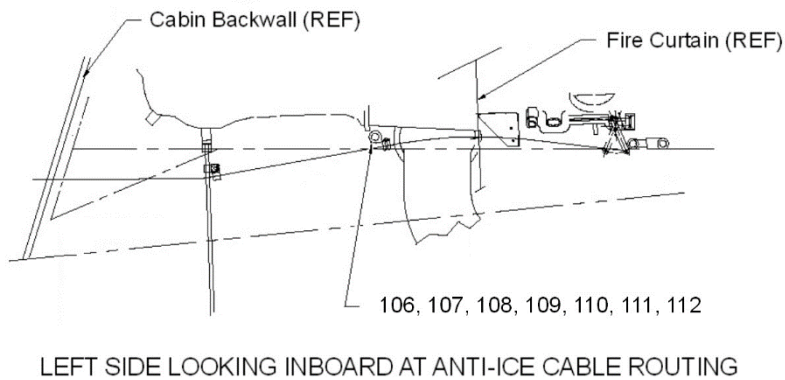 Cabin Backwall (REF)
Fire Curtain (REF)
106, 107, 108, 109, 110, 111, 112
LEFT SIDE LOOKING INBOARD AT ANTI-ICE CABLE ROUTING